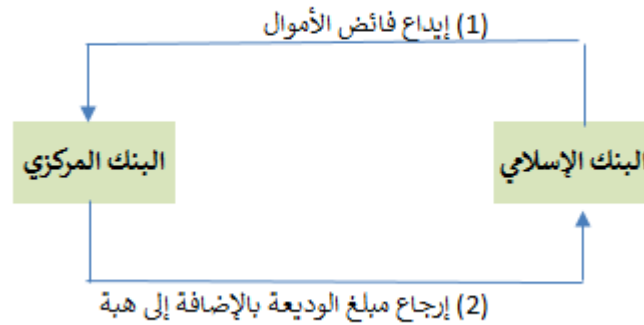 (1) إيداع فائض الأموال
البنك الإسلامي
البنك المركزي
(2) إرجاع مبلغ الوديعة بالإضافة إلى هبة